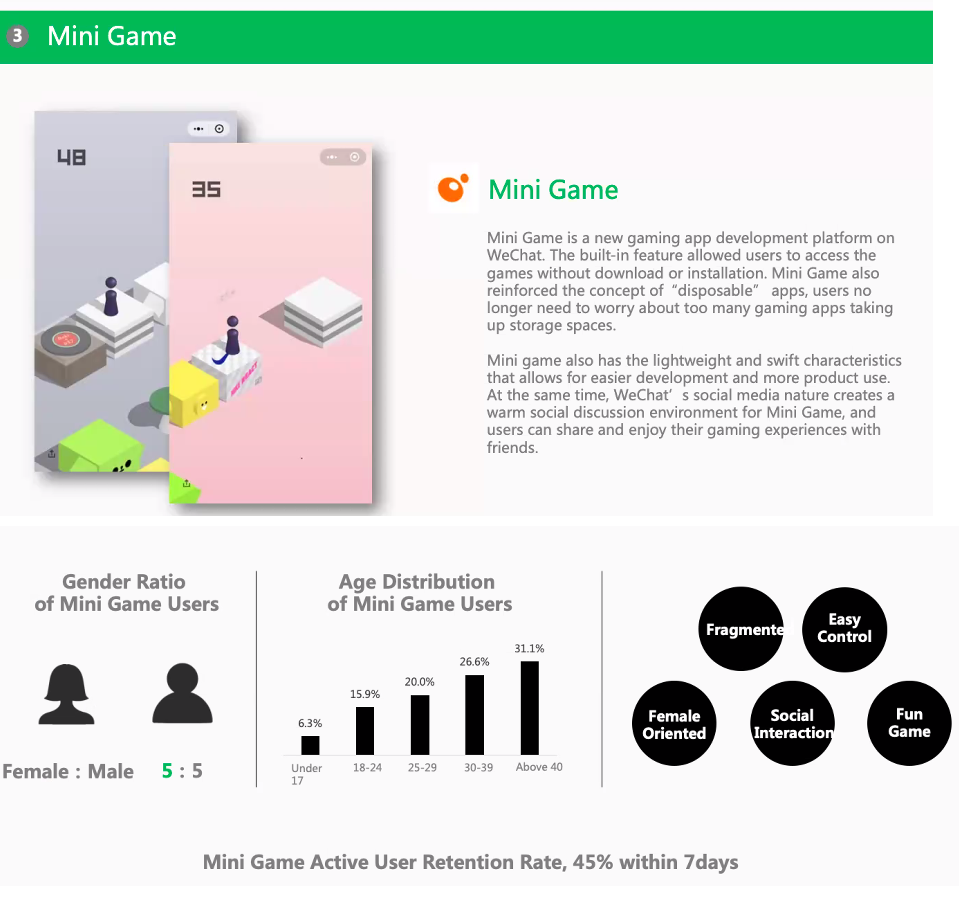 3 Mini Game
48
35
Mini Game
Mini Game is a new gaming app development platform on
WeChat. The built-in feature allowed users to access the
games without download or installation. Mini Game also
reinforced the concept of “disposable” apps, users no
longer need to worry about too many gaming apps taking
up storage spaces.
Mini game also has the lightweight and swift characteristics
that allows for easier development and more product use.
At the same time, WeChat’ s social media nature creates a
warm social discussion environment for Mini Game, and
users can share and enjoy their gaming experiences with
friends.
Gender Ratio
of Mini Game Users
Female : Male 5 : 5
Age Distribution
of Mini Game Users
6.3%
15.9%
20.0%
26.6%
31.1%
Under
17
18-24
25-29
30-39
Above 40
Fragmented
Easy
Control
Female
Oriented
Social
Interaction
Fun
Game
Mini Game Active User Retention Rate, 45% within 7days